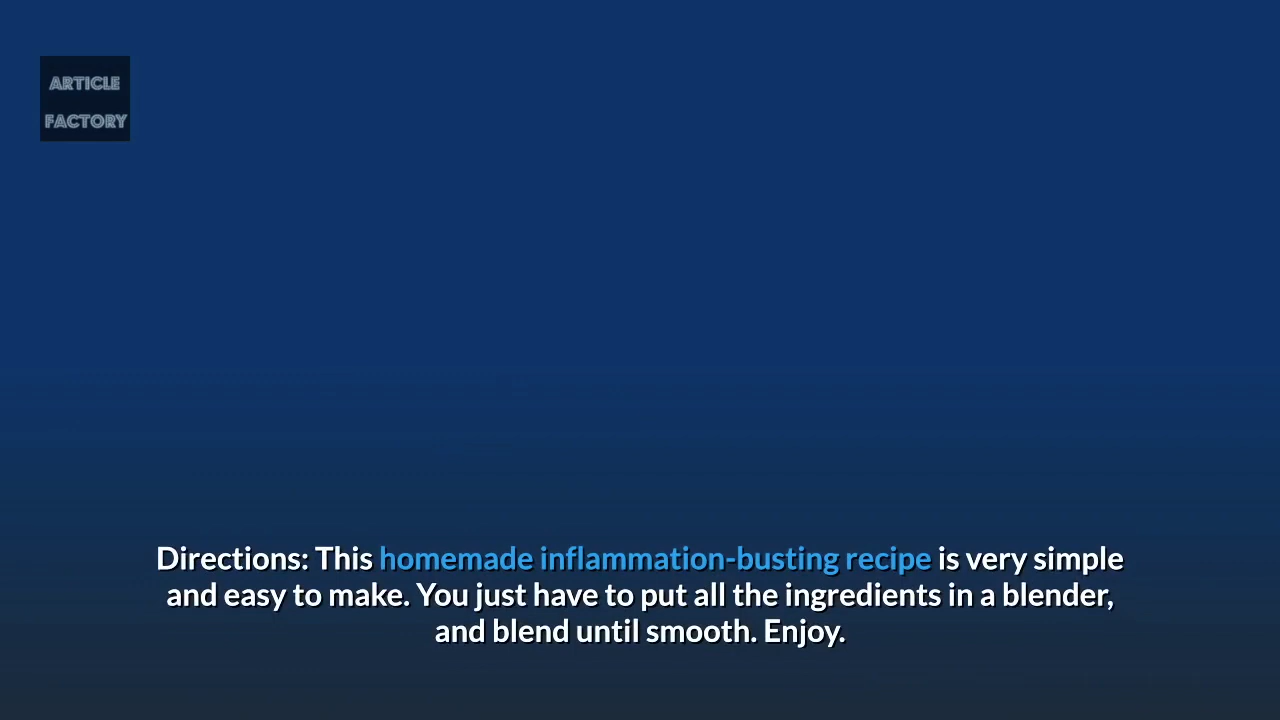 ARTICLE
FACTORY
Directions: This homemade inflammation-busting recipe is very simple
and easy to make. You just have to put all the ingredients in a blender,
and blend until smooth. Enjoy.